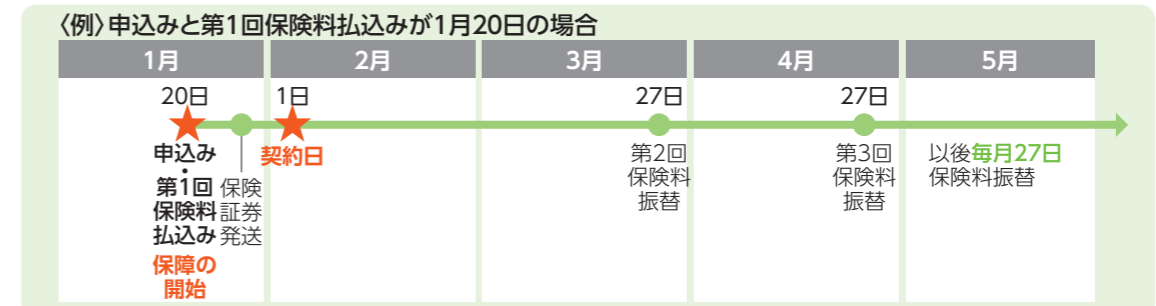 〈例〉申込みと第1回保険料払込みが1月20日の場合
1月
2月
3月
4月
5月
20日
1日
27日
27日
申込み
・
第1回
保険料
払込み
保障の
開始
保険
証券
発送
契約日
第2回
保険料
振替
第3回
保険料
振替
以後毎月27日
保険料振替